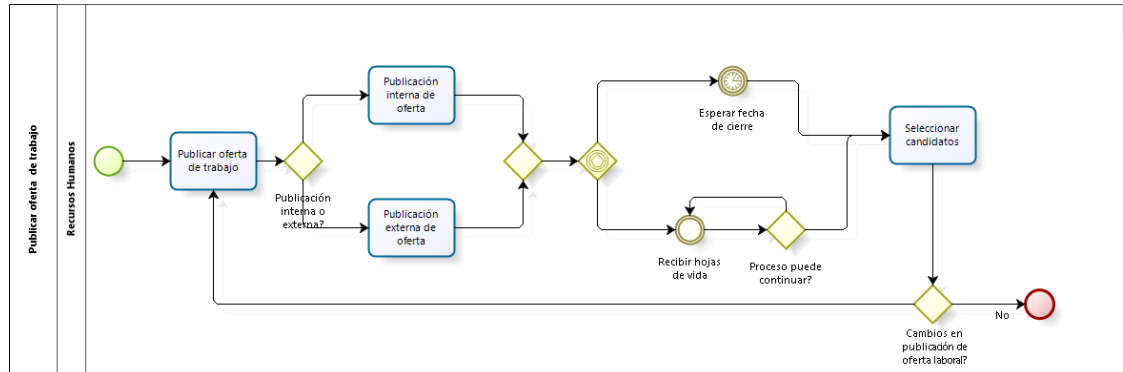 Publicar oferta de trabajo
Recursos Humanos
Publicar oferta
de trabajo
Publicación
interna o
externa?
Publicación
interna de
oferta
Publicación
externa de
oferta
Esperar fecha
de cierre
Recibir hojas
de vida
Proceso puede
continuar?
Seleccionar
candidatos
Cambios en
publicación de
oferta laboral?
No